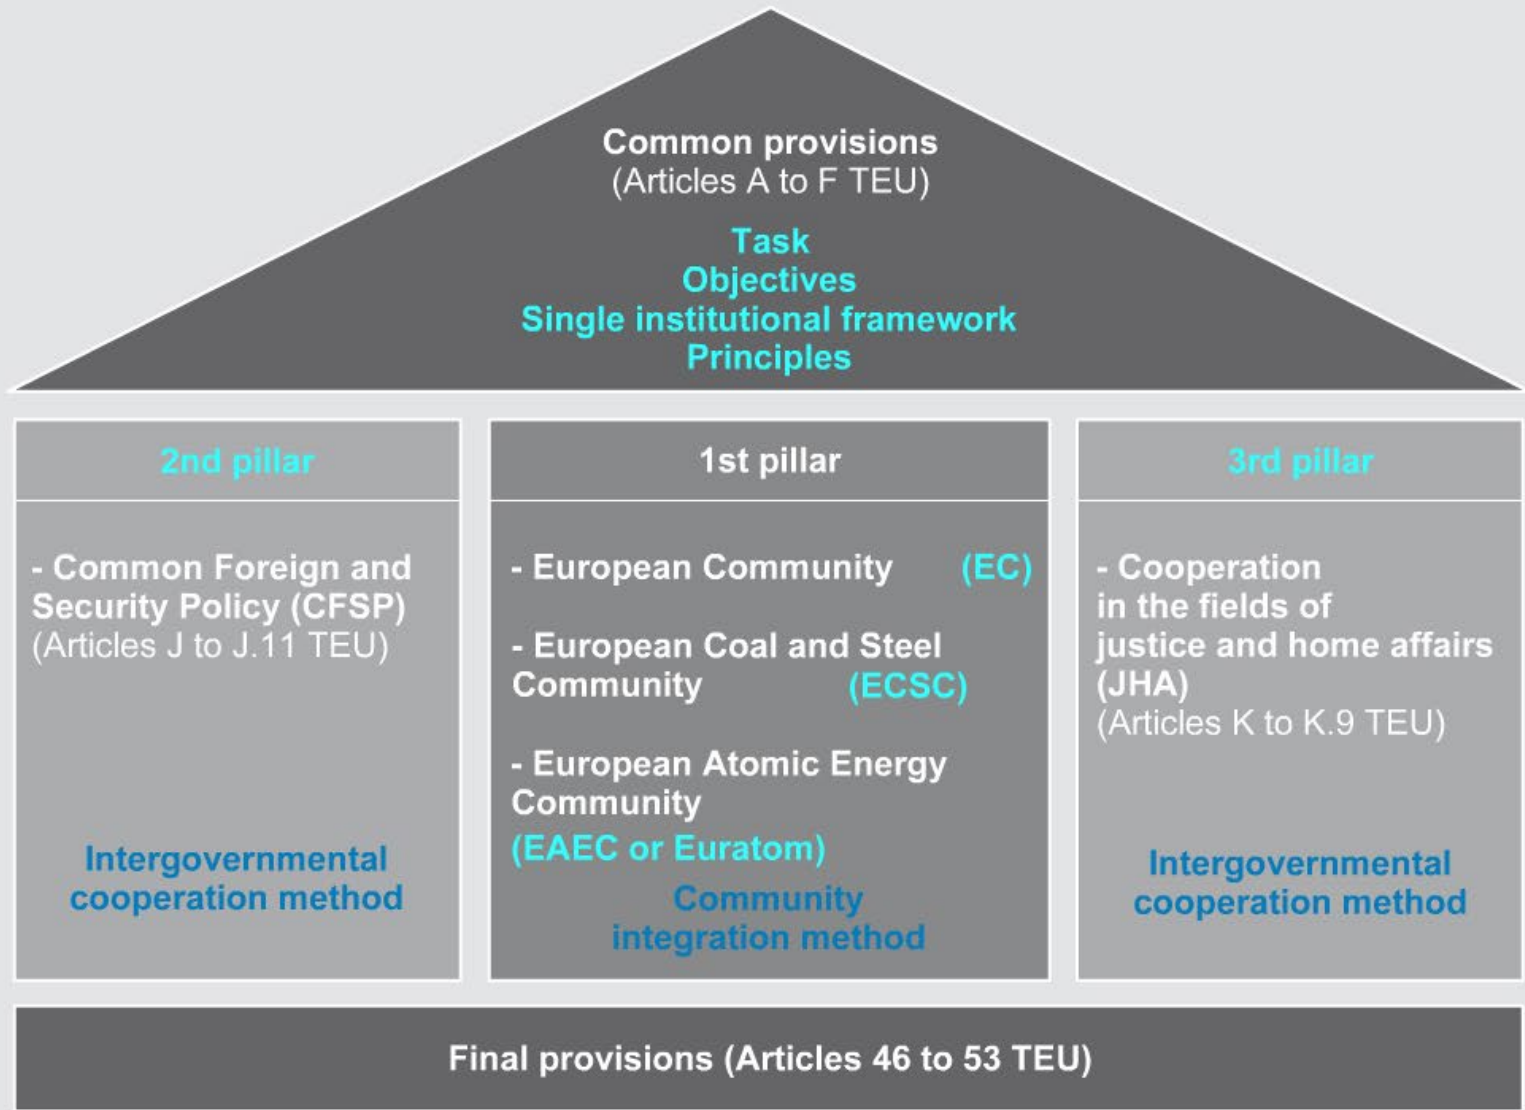 Common provisions
(Articles A to F TEU)
Task
Objectives
Single institutional framework
Principles
2nd pillar
- Common Foreign and
Security Policy (CFSP)
(Articles J to J.11 TEU)
Intergovernmental
cooperation method
1st pillar
- European Community (EC)
- European Coal and Steel
Community (ECSC)
- European Atomic Energy
Community
(EAEC or Euratom)
Community
integration method
3rd pillar
- Cooperation
in the fields of
justice and home affairs
(JHA)
(Articles K to K.9 TEU)
Intergovernmental
cooperation method
Final provisions (Articles 46 to 53 TEU)